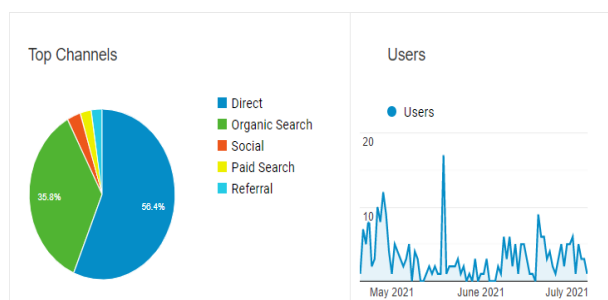 Top Channels
Direct
Organic Search
Social
Paid Search
Referral
35.8%
56.4%
Users
Users
20
10
May 2021
June 2021
July 2021